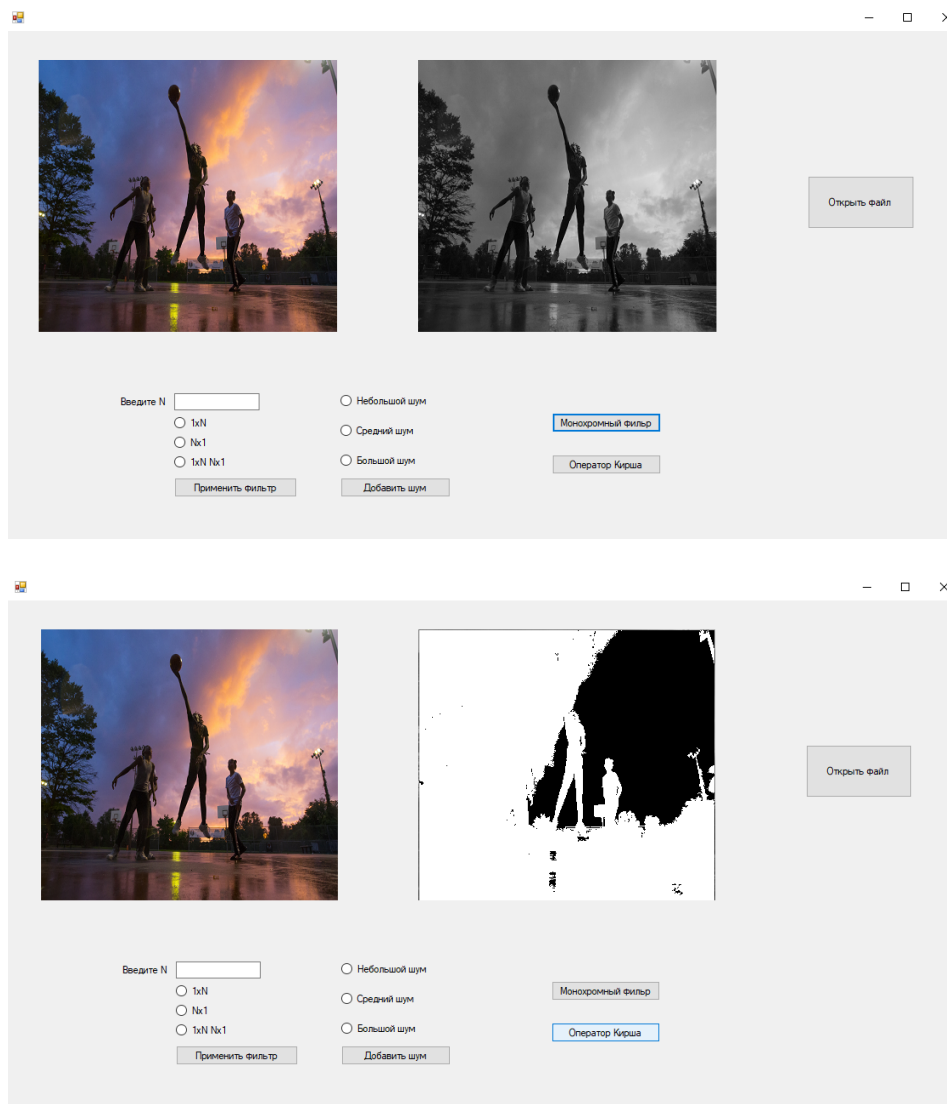 Открыть файл
Введите N
1xN
Nx1
1xN Nx1
Применить фильтр
Небольшой шум
Средний шум
Большой шум
Добавить шум
Монохромный фильр
Оператор Кирша
Открыть файл
Введите N
1xN
Nx1
1xN Nx1
Применить фильтр
Небольшой шум
Средний шум
Большой шум
Добавить шум
Монохромный фильр
Оператор Кирша